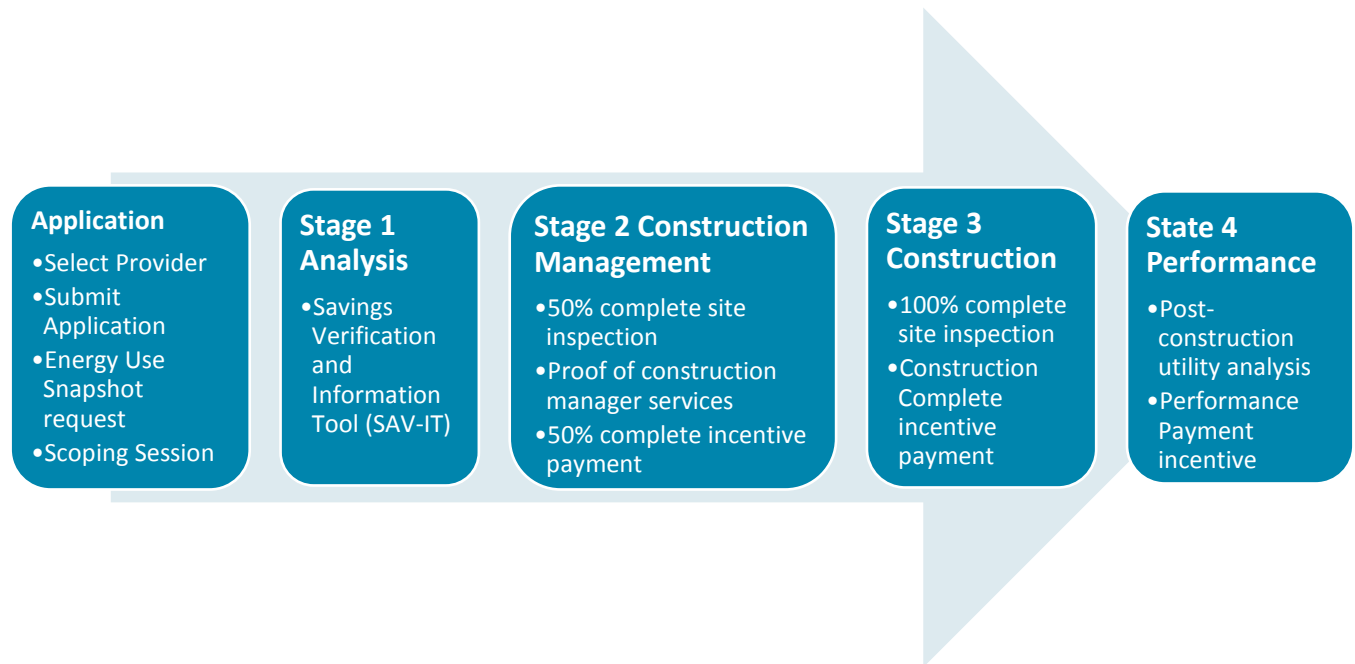 Application
•Select Provider
•Submit
Application
•Energy Use
Snapshot
request
•Scoping Session
Stage 1
Analysis
•Savings
Verification
and
Information
Tool (SAV-IT)
Stage 2 Construction
Management
•50% complete site
inspection
•Proof of construction
manager services
•50% complete incentive
payment
Stage 3
Construction
•100% complete
site inspection
•Construction
Complete
incentive
payment
State 4
Performance
•Post-
construction
utility analysis
•Performance
Payment
incentive